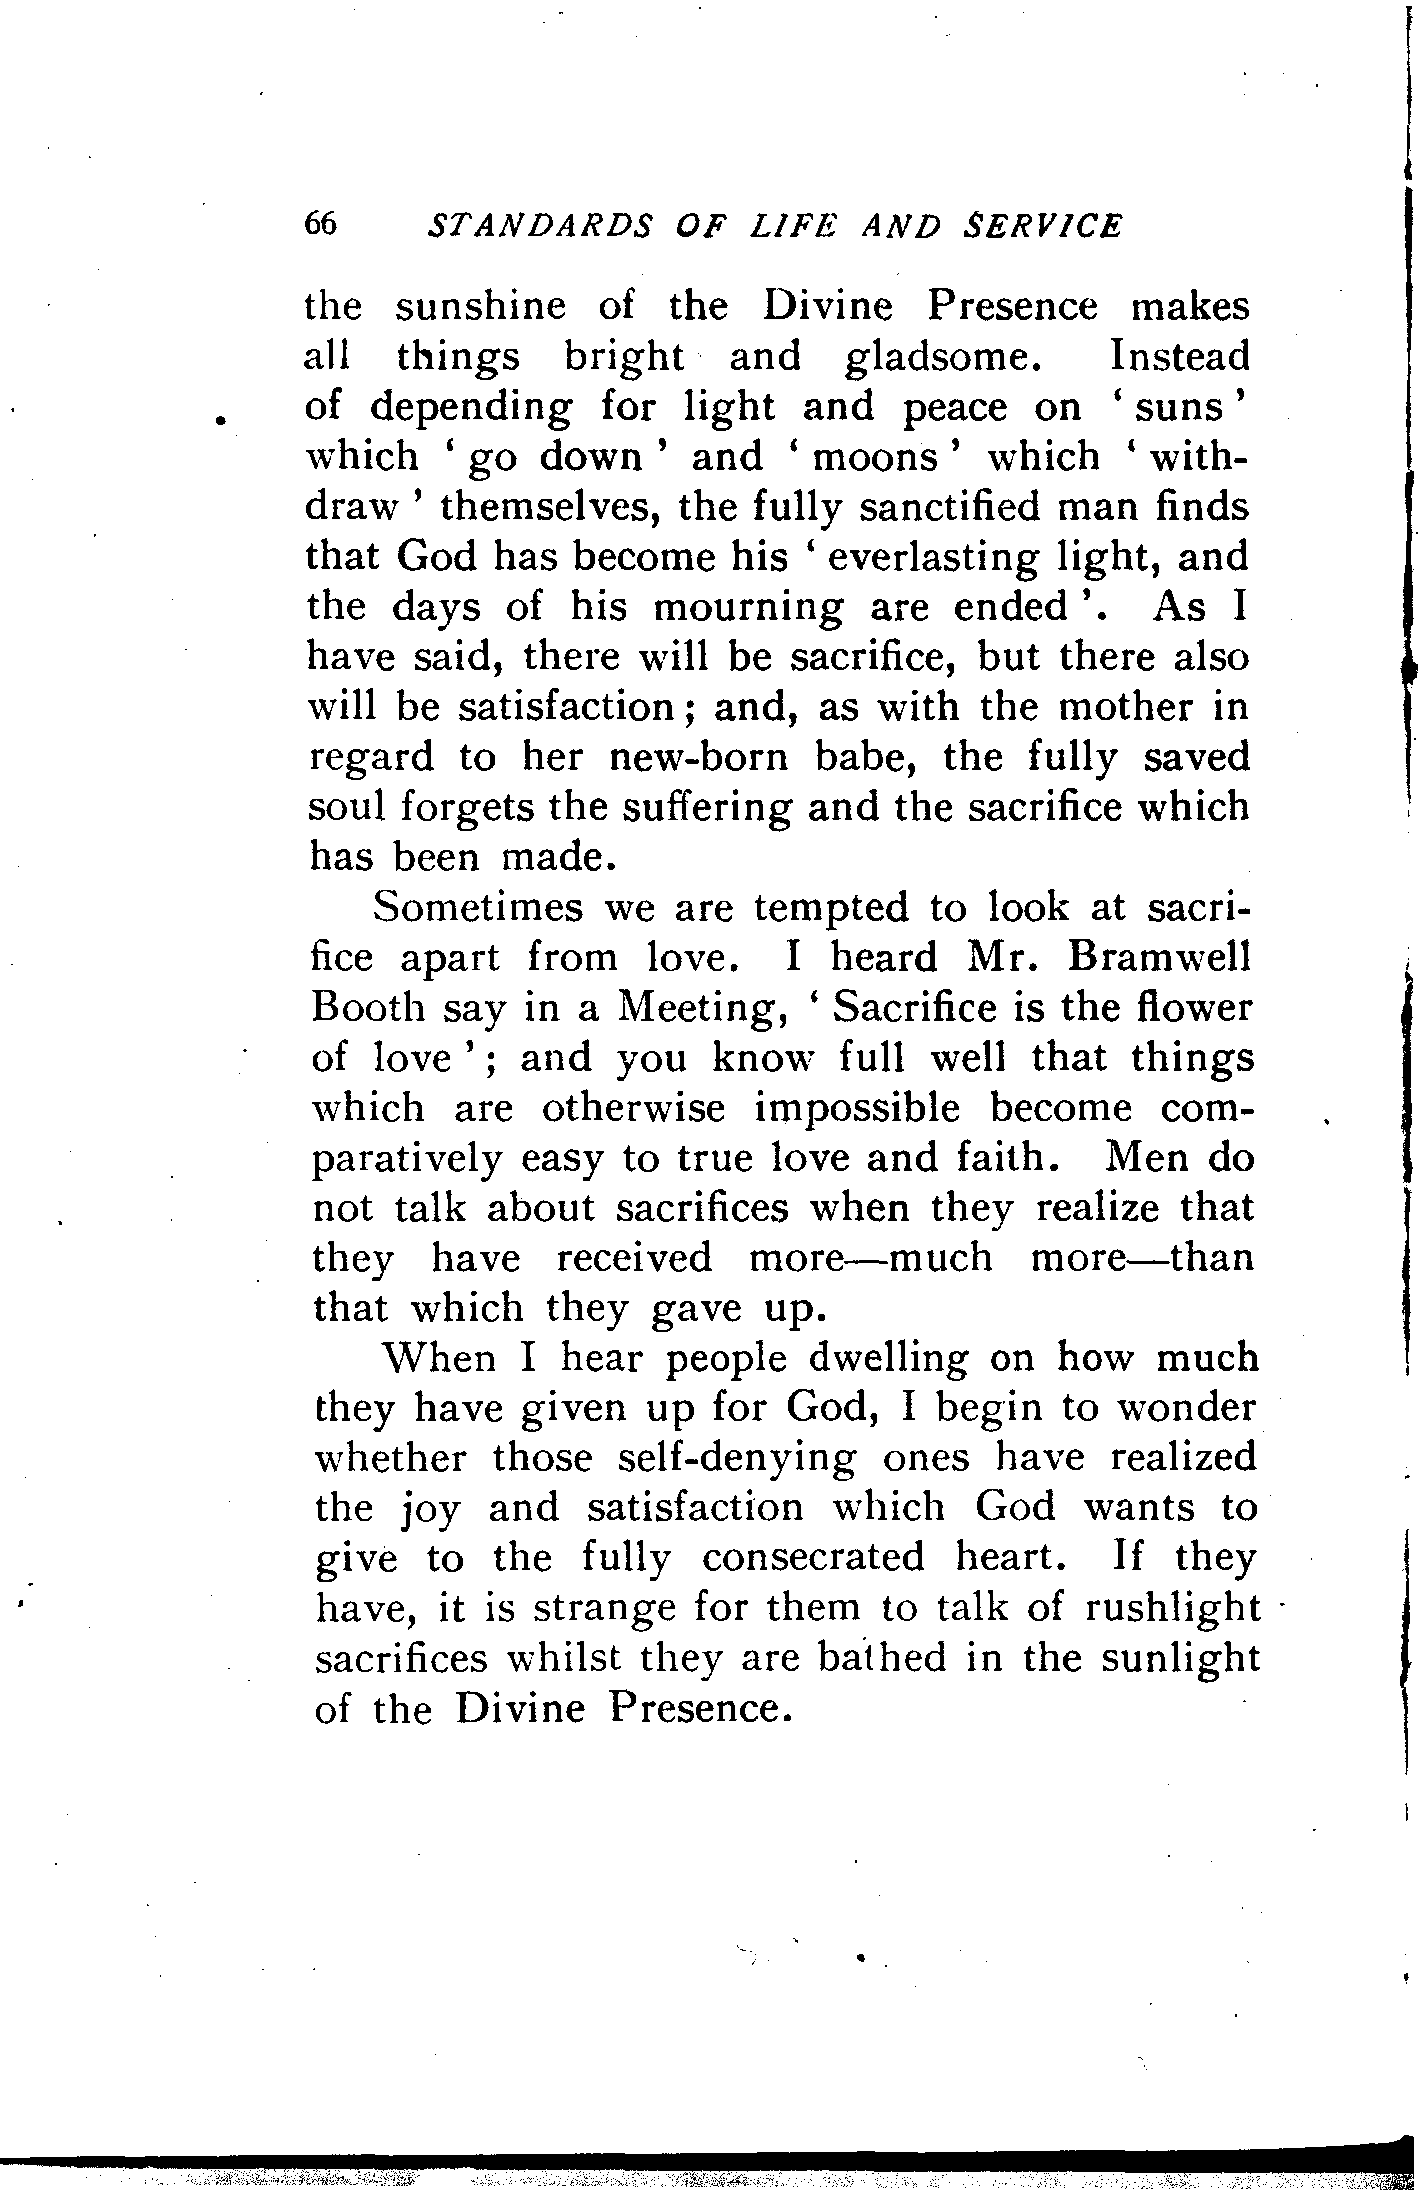 66 STANDARDS OF LIFE AND SERVICE
the sunshine of the Divine Presence makes
all things bright and gladsome. Instead
of depending for light and peace on ‘ suns ’
which ‘ go down ’ and ‘ moons ’ which ‘ with-
draw ’ themselves, the fully sanctified man finds
that God has become his ‘ everlasting light, and
the days of his mourning are ended ’. As I
have said, there will be sacrifice, but there also
will be satisfaction ; and, as with the mother in
regard to her new-born babe, the fully saved
soul forgets the suffering and the sacrifice which
has been made.
Sometimes we are tempted to look at sacri-
fice apart from love. I heard Mr. Bramwell
Booth say in a Meeting, ‘ Sacrifice is the flower
of love ’ ; and you know full well that things
which are otherwise impossible become com-
paratively easy to true love and faith. Men do
not talk about sacrifices when they realize that
they have received more—much more—than
that which they gave up.
When I hear people dwelling on how much
they have given up for God, I begin to wonder
whether those self-denying ones have realized
the joy and satisfaction which God wants to
give to the fully consecrated heart. If they
have, it is strange for them to talk of rushlight
sacrifices whilst they are bathed in the sunlight
of the Divine Presence.